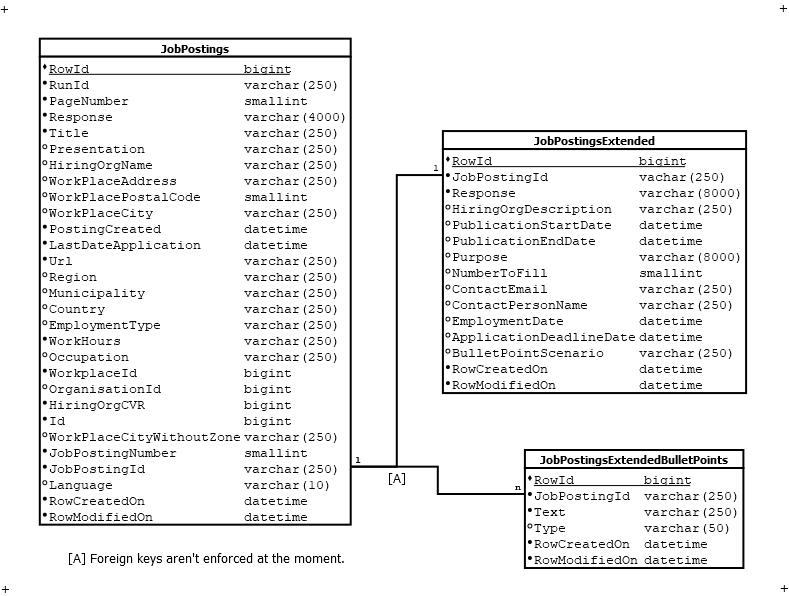 JobPostings
RowId bigint
RunId varchar(250)
PageNumber smallint
Response varchar(4000)
Title varchar(250)
Presentation varchar(250)
HiringOrgName varchar(250)
WorkPlaceAddress varchar(250)
WorkPlacePostalCode smallint
WorkPlaceCity varchar(250)
PostingCreated datetime
LastDateApplication datetime
Url varchar(250)
Region varchar(250)
Municipality varchar(250)
Country varchar(250)
EmploymentType varchar(250)
WorkHours varchar(250)
Occupation varchar(250)
WorkplaceId bigint
OrganisationId bigint
HiringOrgCVR bigint
Id bigint
WorkPlaceCityWithoutZone varchar(250)
JobPostingNumber smallint
JobPostingId varchar(250)
Language varchar(10)
RowCreatedOn datetime
RowModifiedOn datetime
1
[A]
1
n
JobPostingsExtended
RowId bigint
JobPostingId vachar(250)
Response varchar(8000)
HiringOrgDescription varchar(250)
PublicationStartDate datetime
PublicationEndDate datetime
Purpose varchar(8000)
NumberToFill smallint
ContactEmail varchar(250)
ContactPersonName varchar(250)
EmploymentDate datetime
ApplicationDeadlineDate datetime
BulletPointScenario varchar(250)
RowCreatedOn datetime
RowModifiedOn datetime
JobPostingsExtendedBulletPoints
RowId bigint
JobPostingId varchar(250)
Text varchar(250)
Type varchar(50)
RowCreatedOn datetime
RowModifiedOn datetime
[A] Foreign keys aren't enforced at the moment.